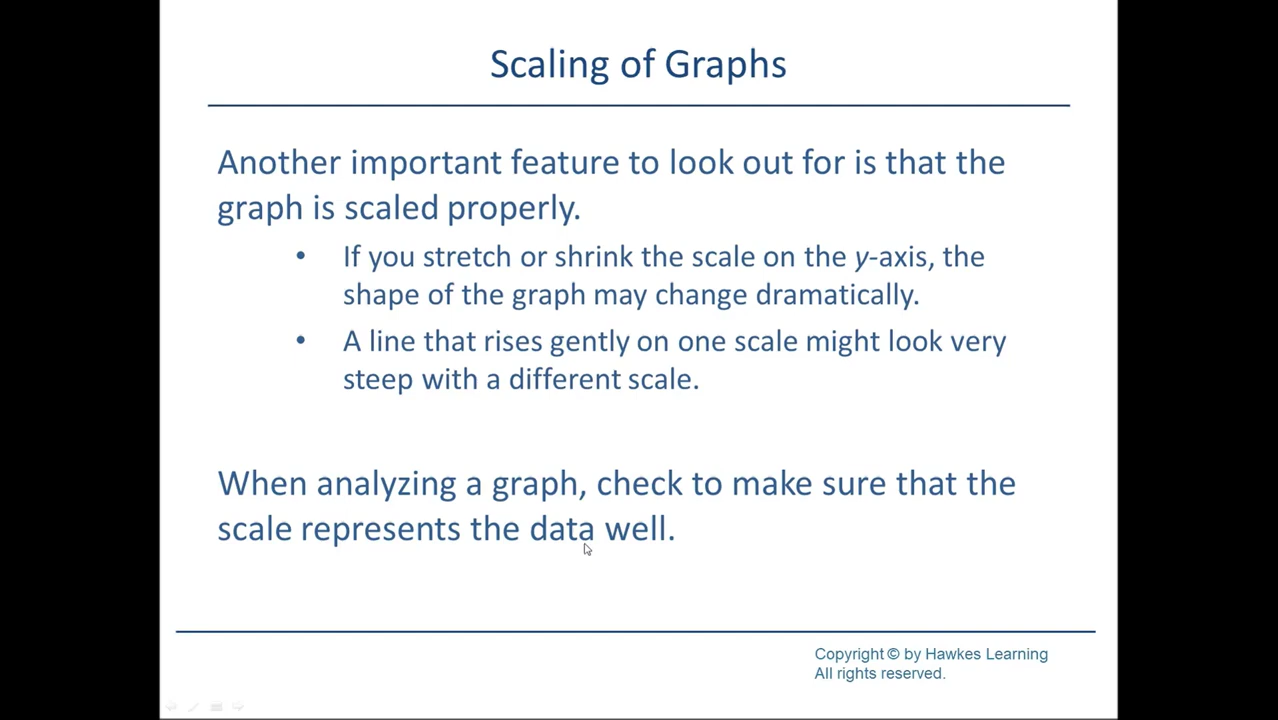 Scaling of Graphs
Another important feature to look out for is that the
graph is scaled properly.
• If you stretch or shrink the scale on the y-axis, the
shape of the graph may change dramatically.
• A line that rises gently on one scale might look very
steep with a different scale.
When analyzing a graph, check to make sure that the
scale represents the data well.
Copyright © by Hawkes Learning
All rights reserved.